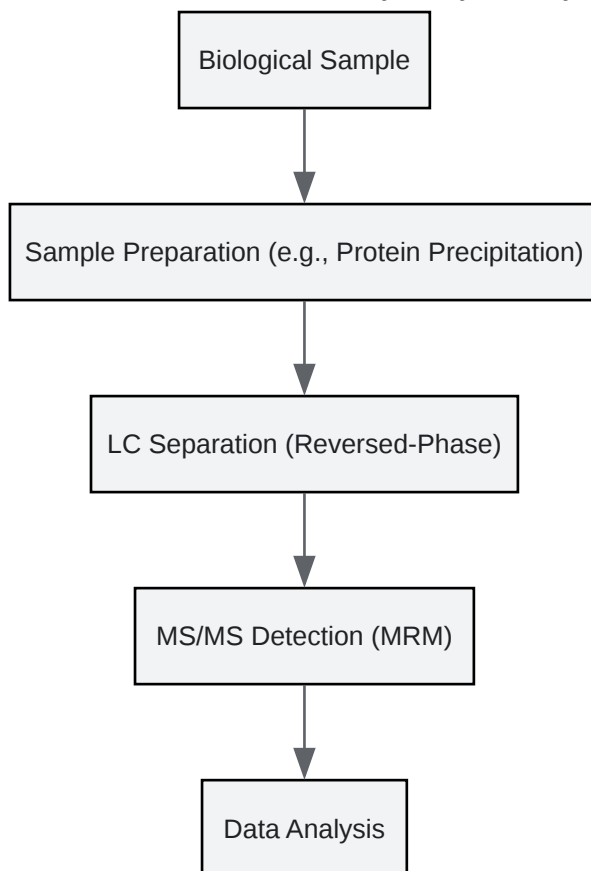 Biological Sample
Sample Preparation (e.g., Protein Precipitation)
LC Separation (Reversed-Phase)
MS/MS Detection (MRM)
Data Analysis